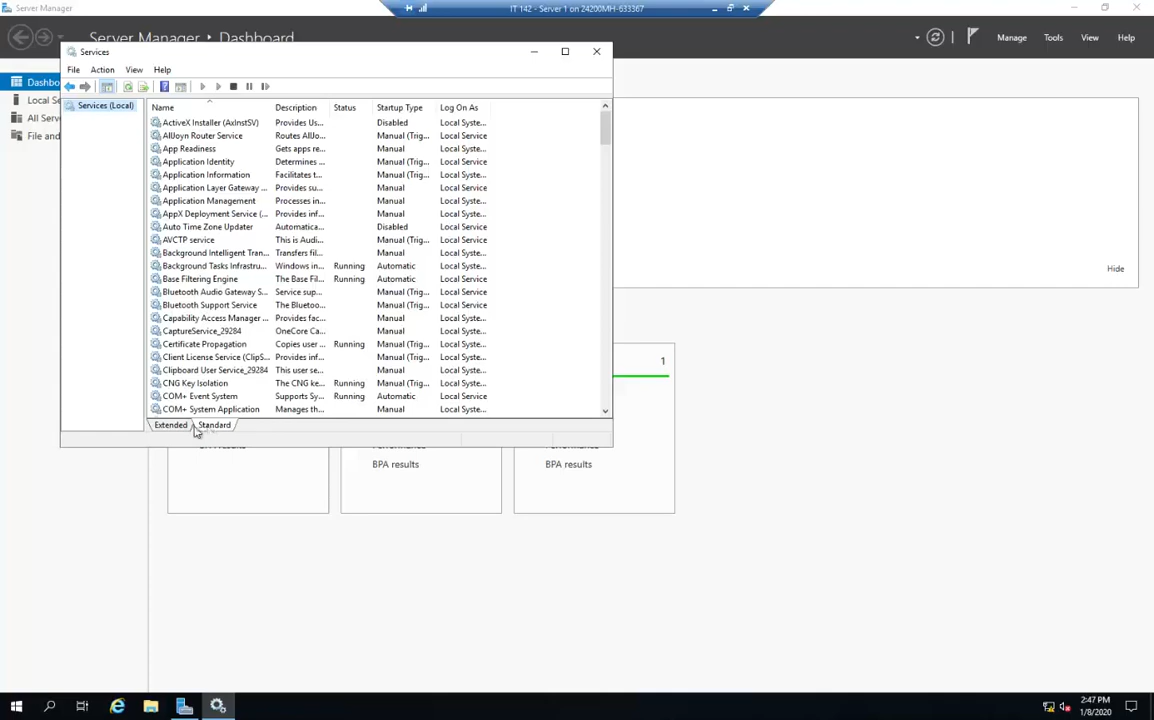 Server Manager
IT 142 - Server 1 on 24200MH-633367
Server Manager ‣ Dashboard
Manage Tools View Help
Services
File Action View Help
Dashbo
Local Se
All Serv
File and
Services (Local)
Name Description Status Startup Type Log On As
ActiveX Installer (AxInstSV) Provides Us... Disabled Local Syste...
AllJoyn Router Service Routes AllJo... Manual (Trig... Local Service
App Readiness Gets apps re... Manual Local Syste...
Application Identity Determines ... Manual (Trig... Local Service
Application Information Facilitates t... Manual (Trig... Local Syste...
Application Layer Gateway ... Provides su... Manual Local Service
Application Management Processes in... Manual Local Syste...
AppX Deployment Service (... Provides inf... Manual Local Syste...
Auto Time Zone Updater Automatica... Disabled Local Service
AVCTP service This is Audi... Manual (Trig... Local Service
Background Intelligent Tran... Transfers fil... Manual Local Syste...
Background Tasks Infrastru... Windows in... Running Automatic Local Syste...
Base Filtering Engine The Base Fil... Running Automatic Local Service
Bluetooth Audio Gateway S... Service sup... Manual (Trig... Local Service
Bluetooth Support Service The Bluetoo... Manual (Trig... Local Service
Capability Access Manager ... Provides fac... Manual Local Syste...
CaptureService_29284 OneCore Ca... Manual Local Syste...
Certificate Propagation Copies user ... Running Manual (Trig... Local Syste...
Client License Service (ClipS... Provides inf... Manual (Trig... Local Syste...
Clipboard User Service_29284 This user se... Manual Local Syste...
CNG Key Isolation The CNG ke... Running Manual (Trig... Local Syste...
COM+ Event System Supports Sy... Running Automatic Local Service
COM+ System Application Manages th... Manual Local Syste...
Extended Standard
Hide
1
BPA results
BPA results
2:47 PM
1/8/2020